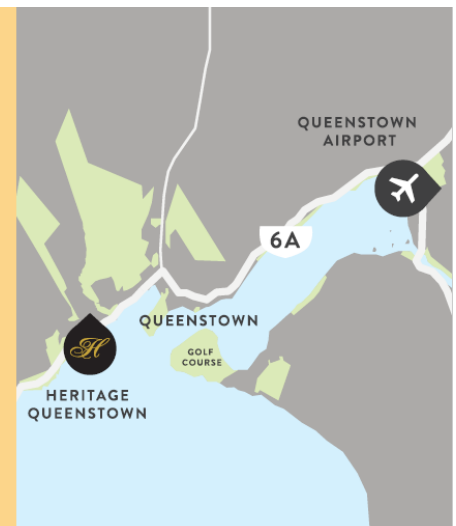 QUEENSTOWN
AIRPORT
6A
QUEENSTOWN
GOLF
COURSE
H
HERITAGE
QUEENSTOWN